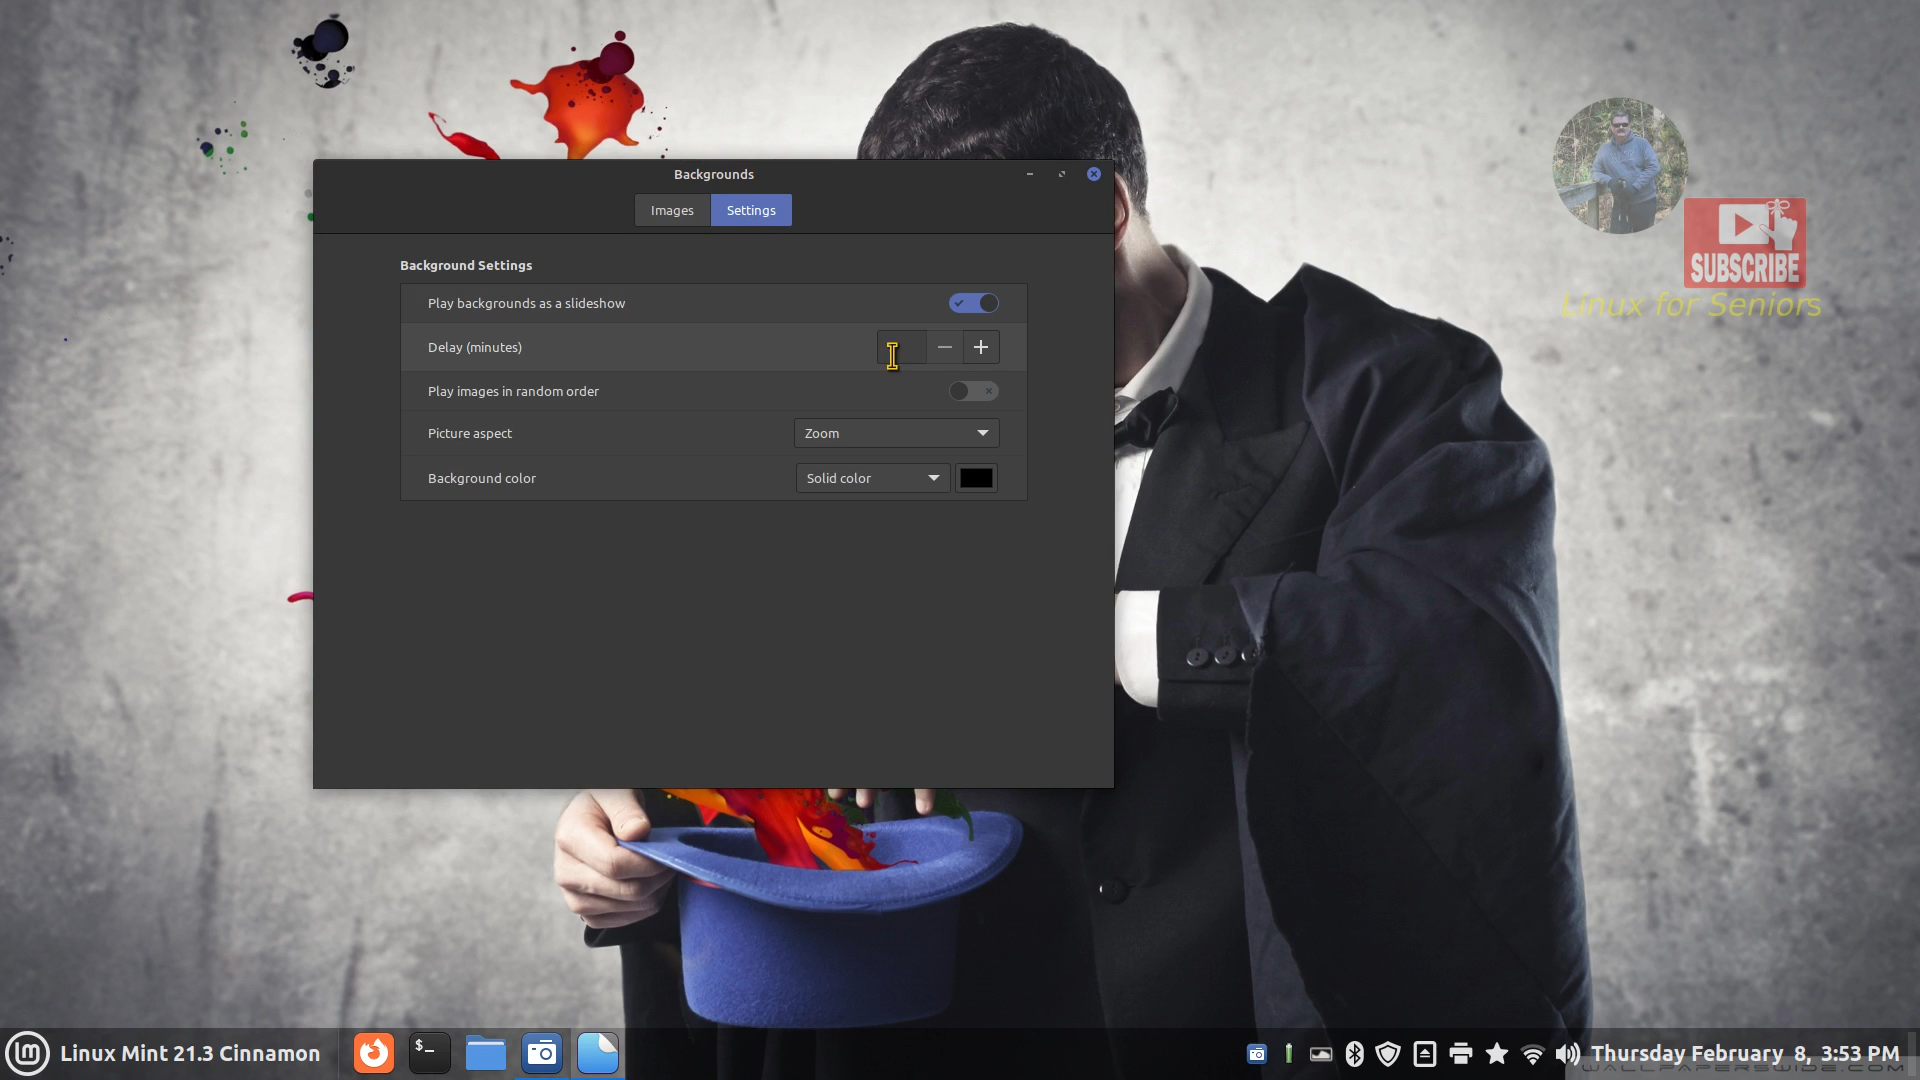 Backgrounds
Images
Settings
SUBSCRIBE
Linux for Seniors
Background Settings
Play backgrounds as a slideshow
Delay (minutes)
Play images in random order
Picture aspect
Zoom
Background color
Solid color
Linux Mint 21.3 Cinnamon
$_
Thursday February 8, 3:53 PM
WALLPAPERSWIDE.COM